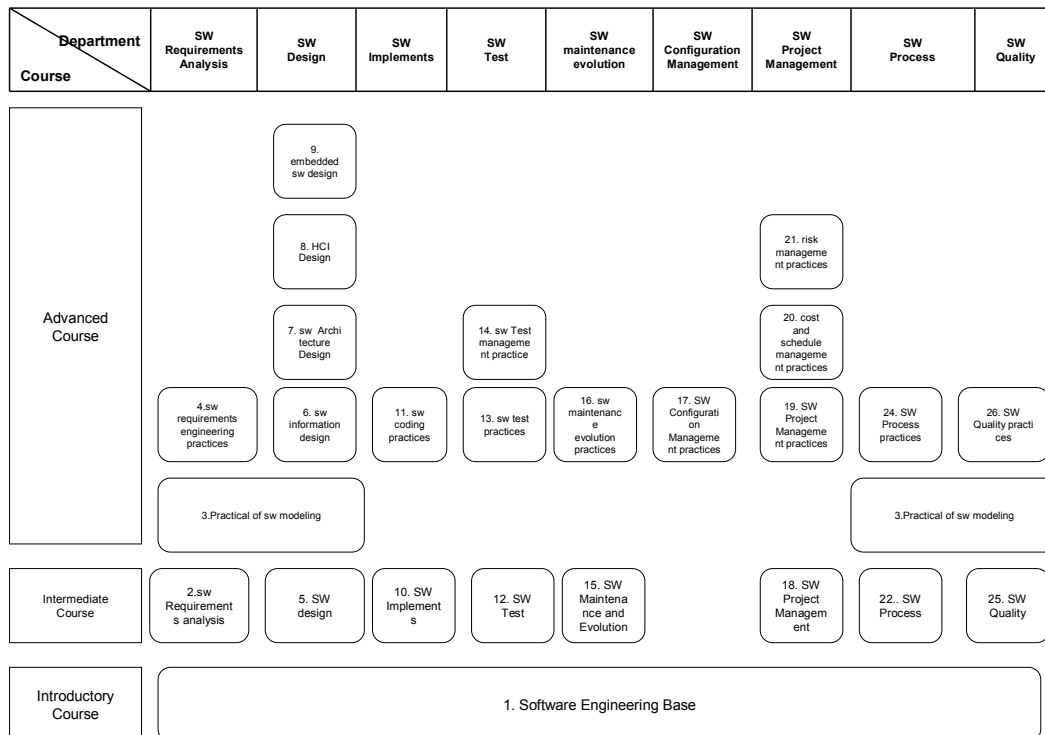 Department
Course
SW
Requirements
Analysis
SW
Design
SW
Implements
SW
Test
SW
maintenance
evolution
SW
Configuration
Management
SW
Project
Management
SW
Process
SW
Quality
Advanced
Course
9.
embedded
sw design
8. HCI
Design
21. risk
manageme
nt practices
7. sw Archi
tecture
Design
14. sw Test
manageme
nt practice
20. cost
and
schedule
manageme
nt practices
4.sw
requirements
engineering
practices
6. sw
information
design
11. sw
coding
practices
13. sw test
practices
16. sw
maintenanc
e
evolution
practices
17. SW
Configurati
on
Manageme
nt practices
19. SW
Project
Manageme
nt practices
24. SW
Process
practices
26. SW
Quality practi
ces
3.Practical of sw modeling
3.Practical of sw modeling
Intermediate
Course
2.sw
Requirement
s analysis
5. SW
design
10. SW
Implement
s
12. SW
Test
15. SW
Maintena
nce and
Evolution
18. SW
Project
Managem
ent
22.. SW
Process
25. SW
Quality
Introductory
Course
1. Software Engineering Base